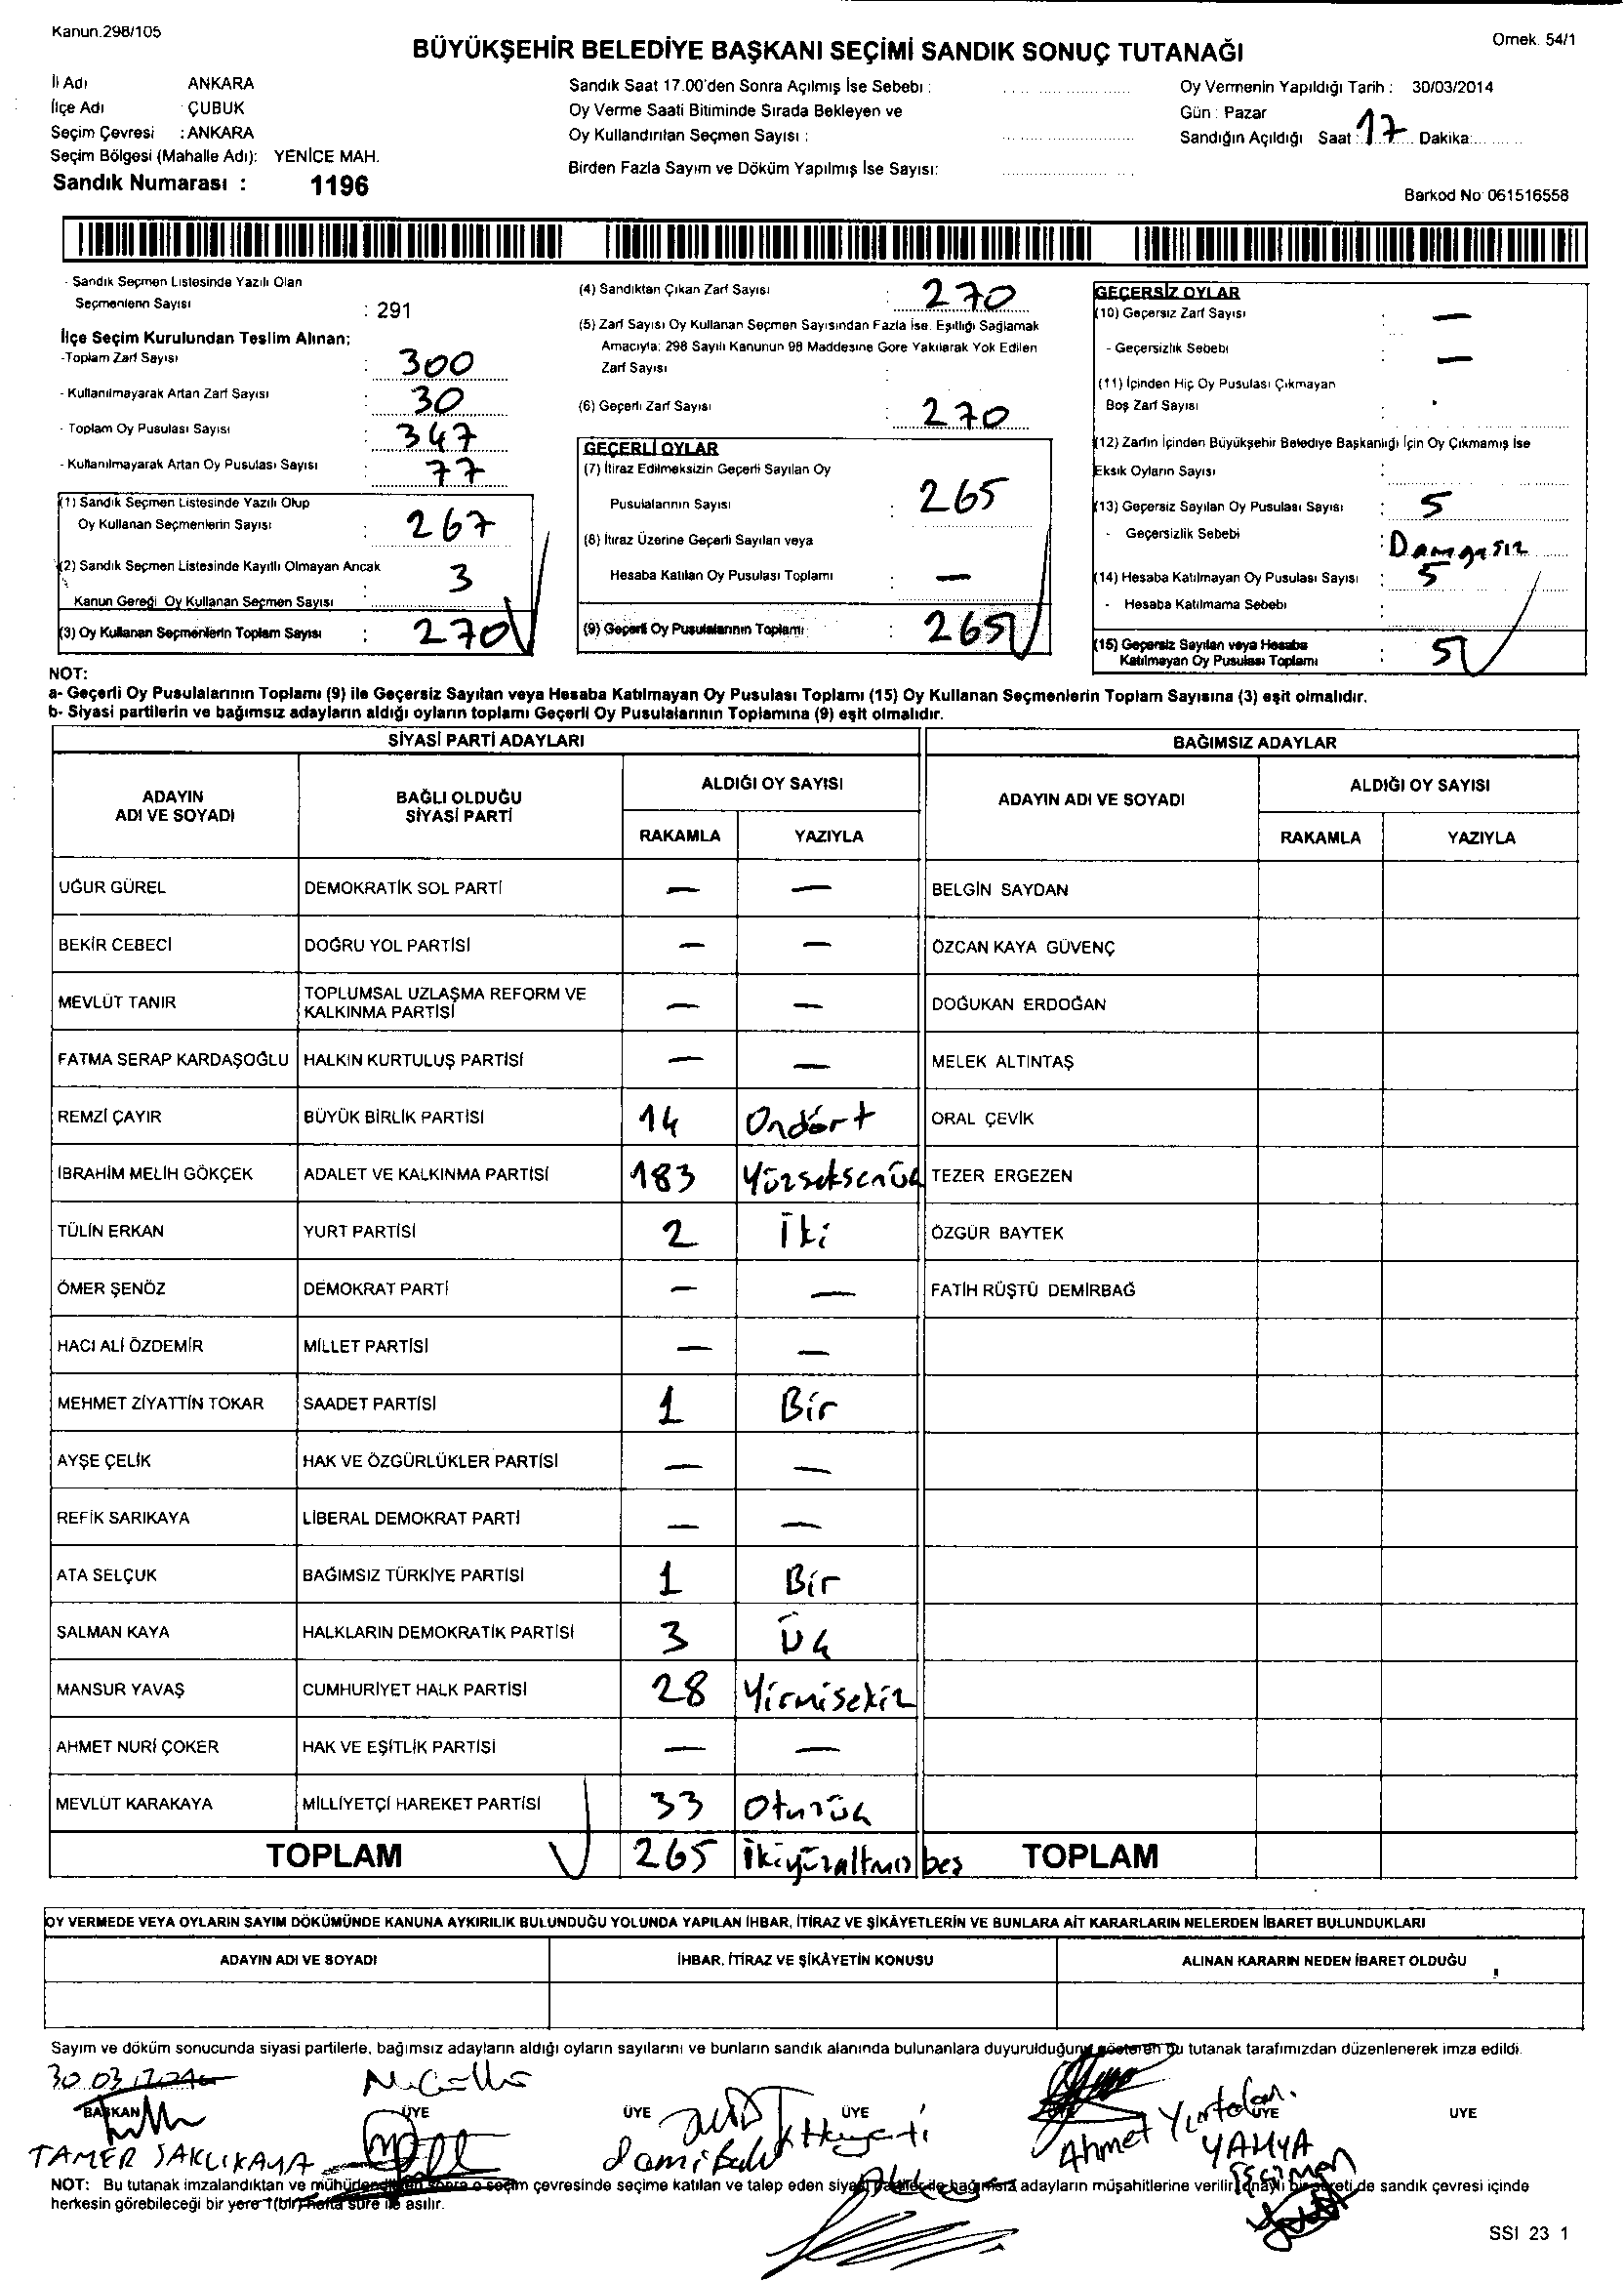 Kanun.298/105
Örnek. 54/1
BÜYÜKŞEHİR BELEDİYE BAŞKANI SEÇİMİ SANDIK SONUÇ TUTANAĞI
İl Adı ANKARA
İlçe Adı ÇUBUK
Seçim Çevresi : ANKARA
Seçim Bölgesi (Mahalle Adı): YENİCE MAH.
Sandık Numarası : 1196
Sandık Saat 17.00'den Sonra Açılmış İse Sebebi :
Oy Verme Saati Bitiminde Sırada Bekleyen ve
Oy Kullandırılan Seçmen Sayısı :
Birden Fazla Sayım ve Döküm Yapılmış İse Sayısı:
Oy Vermenin Yapıldığı Tarih : 30/03/2014
Gün : Pazar
Sandığın Açıldığı Saat : 17 Dakika:
Barkod No: 061516558
- Sandık Seçmen Listesinde Yazılı Olan
Seçmenlerin Sayısı : 291
İlçe Seçim Kurulundan Teslim Alınan:
-Toplam Zarf Sayısı : 300
- Kullanılmayarak Artan Zarf Sayısı : 30
- Toplam Oy Pusulası Sayısı : 347
- Kullanılmayarak Artan Oy Pusulası Sayısı : 77
(1) Sandık Seçmen Listesinde Yazılı Olup
Oy Kullanan Seçmenlerin Sayısı : 267
(2) Sandık Seçmen Listesinde Kayıtlı Olmayan Ancak
Kanun Gereği Oy Kullanan Seçmen Sayısı : 3
(3) Oy Kullanan Seçmenlerin Toplam Sayısı : 270
(4) Sandıktan Çıkan Zarf Sayısı : 270
(5) Zarf Sayısı Oy Kullanan Seçmen Sayısından Fazla İse, Eşitliği Sağlamak
Amacıyla; 298 Sayılı Kanunun 98 Maddesine Göre Yakılarak Yok Edilen
Zarf Sayısı :
(6) Geçerli Zarf Sayısı : 270
GEÇERLİ OYLAR
(7) İtiraz Edilmeksizin Geçerli Sayılan Oy
Pusulalarının Sayısı : 265
(8) İtiraz Üzerine Geçerli Sayılan veya
Hesaba Katılan Oy Pusulası Toplamı : —
(9) Geçerli Oy Pusulalarının Toplamı : 265
GEÇERSİZ OYLAR
(10) Geçersiz Zarf Sayısı : —
- Geçersizlik Sebebi : —
(11) İçinden Hiç Oy Pusulası Çıkmayan
Boş Zarf Sayısı :
(12) Zarfın İçinden Büyükşehir Belediye Başkanlığı İçin Oy Çıkmamış İse
Eksik Oyların Sayısı :
(13) Geçersiz Sayılan Oy Pusulası Sayısı : 5
- Geçersizlik Sebebi : Damgasız
(14) Hesaba Katılmayan Oy Pusulası Sayısı : 5
- Hesaba Katılmama Sebebi :
(15) Geçersiz Sayılan veya Hesaba
Katılmayan Oy Pusulası Toplamı : 5
NOT:
a- Geçerli Oy Pusulalarının Toplamı (9) ile Geçersiz Sayılan veya Hesaba Katılmayan Oy Pusulası Toplamı (15) Oy Kullanan Seçmenlerin Toplam Sayısına (3) eşit olmalıdır.
b- Siyasi partilerin ve bağımsız adayların aldığı oyların toplamı Geçerli Oy Pusulalarının Toplamına (9) eşit olmalıdır.
SİYASİ PARTİ ADAYLARI BAĞIMSIZ ADAYLAR
ADAYIN ADI VE SOYADI BAĞLI OLDUĞU SİYASİ PARTİ ALDIĞI OY SAYISI ADAYIN ADI VE SOYADI ALDIĞI OY SAYISI
RAKAMLA YAZIYLA RAKAMLA YAZIYLA
UĞUR GÜREL DEMOKRATİK SOL PARTİ — — BELGİN SAYDAN
BEKİR CEBECİ DOĞRU YOL PARTİSİ — — ÖZCAN KAYA GÜVENÇ
MEVLÜT TANIR TOPLUMSAL UZLAŞMA REFORM VE KALKINMA PARTİSİ — — DOĞUKAN ERDOĞAN
FATMA SERAP KARDAŞOĞLU HALKIN KURTULUŞ PARTİSİ — — MELEK ALTINTAŞ
REMZİ ÇAYIR BÜYÜK BİRLİK PARTİSİ 14 Ondört ORAL ÇEVİK
İBRAHİM MELİH GÖKÇEK ADALET VE KALKINMA PARTİSİ 183 Yüzseksenüç TEZER ERGEZEN
TÜLİN ERKAN YURT PARTİSİ 2 İki ÖZGÜR BAYTEK
ÖMER ŞENÖZ DEMOKRAT PARTİ — — FATİH RÜŞTÜ DEMİRBAĞ
HACI ALİ ÖZDEMİR MİLLET PARTİSİ — —
MEHMET ZİYATTİN TOKAR SAADET PARTİSİ 1 Bir
AYŞE ÇELİK HAK VE ÖZGÜRLÜKLER PARTİSİ — —
REFİK SARIKAYA LİBERAL DEMOKRAT PARTİ — —
ATA SELÇUK BAĞIMSIZ TÜRKİYE PARTİSİ 1 Bir
SALMAN KAYA HALKLARIN DEMOKRATİK PARTİSİ 3 Üç
MANSUR YAVAŞ CUMHURİYET HALK PARTİSİ 28 Yirmisekiz
AHMET NURİ ÇOKER HAK VE EŞİTLİK PARTİSİ — —
MEVLÜT KARAKAYA MİLLİYETÇİ HAREKET PARTİSİ 33 Otuzüç
TOPLAM 265 İkiyüzaltmışbeş TOPLAM
OY VERMEDE VEYA OYLARIN SAYIM DÖKÜMÜNDE KANUNA AYKIRILIK BULUNDUĞU YOLUNDA YAPILAN İHBAR, İTİRAZ VE ŞİKÂYETLERİN VE BUNLARA AİT KARARLARIN NELERDEN İBARET BULUNDUKLARI
ADAYIN ADI VE SOYADI İHBAR, İTİRAZ VE ŞİKÂYETİN KONUSU ALINAN KARARIN NEDEN İBARET OLDUĞU
Sayım ve döküm sonucunda siyasi partilerle, bağımsız adayların aldığı oyların sayılarını ve bunların sandık alanında bulunanlara duyurulduğunu gösteren bu tutanak tarafımızdan düzenlenerek imza edildi.
30.03.2014
BAŞKAN ÜYE ÜYE ÜYE ÜYE ÜYE
TAMER SAKLIKAYA
Ahmet Yurtalan
YAHYA
NOT: Bu tutanak imzalandıktan ve mühürlendikten sonra o seçim çevresinde seçime katılan ve talep eden siyasi partiler ile bağımsız adayların müşahitlerine verilir, onaylı bir sureti de sandık çevresi içinde
herkesin görebileceği bir yere 1(bir) hafta süre ile asılır.
SSI 23 1